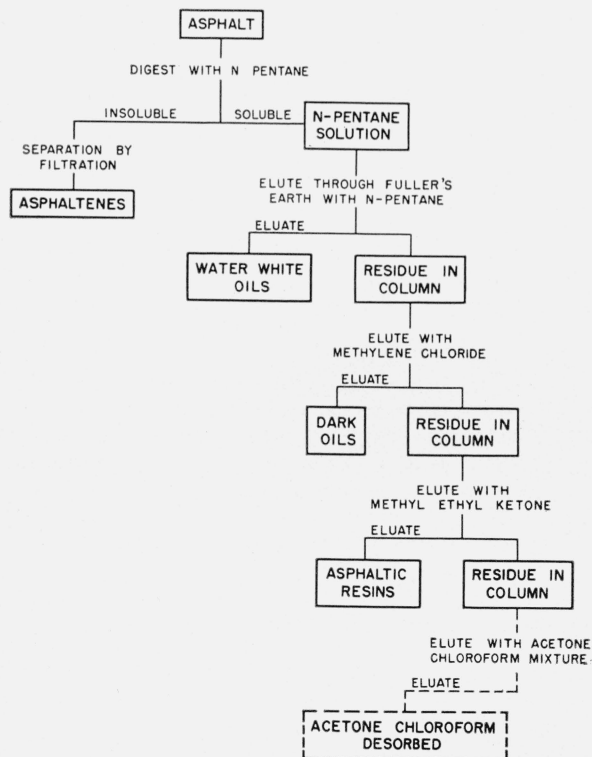 ASPHALT
DIGEST WITH N PENTANE
INSOLUBLE
SOLUBLE
N-PENTANE
SOLUTION
SEPARATION BY
FILTRATION
ASPHALTENES
ELUTE THROUGH FULLER'S
EARTH WITH N-PENTANE
ELUATE
WATER WHITE
OILS
RESIDUE IN
COLUMN
ELUTE WITH
METHYLENE CHLORIDE
ELUATE
DARK
OILS
RESIDUE IN
COLUMN
ELUTE WITH
METHYL ETHYL KETONE
ELUATE
ASPHALTIC
RESINS
RESIDUE IN
COLUMN
ELUTE WITH ACETONE
CHLOROFORM MIXTURE
ELUATE
ACETONE CHLOROFORM
DESORBED